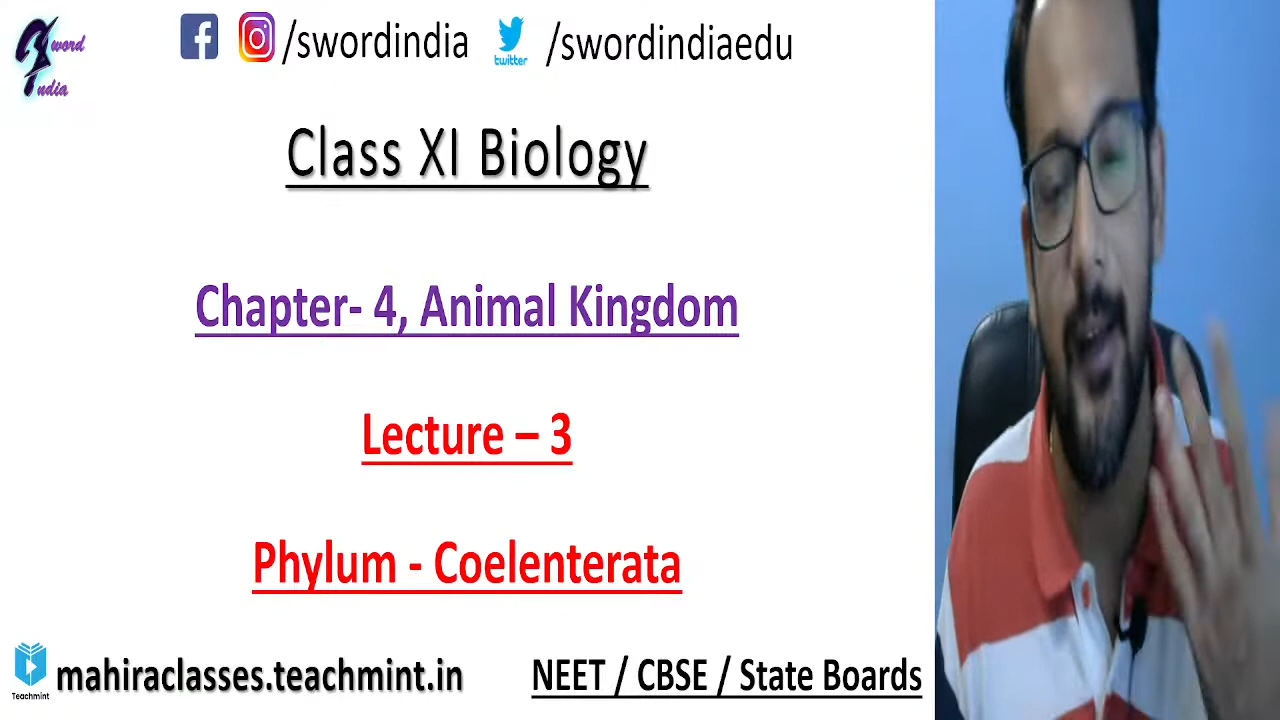 Sword India
/swordindia
twitter
/swordindiaedu
Class XI Biology
Chapter- 4, Animal Kingdom
Lecture – 3
Phylum - Coelenterata
Teachmint
mahiraclasses.teachmint.in
NEET / CBSE / State Boards